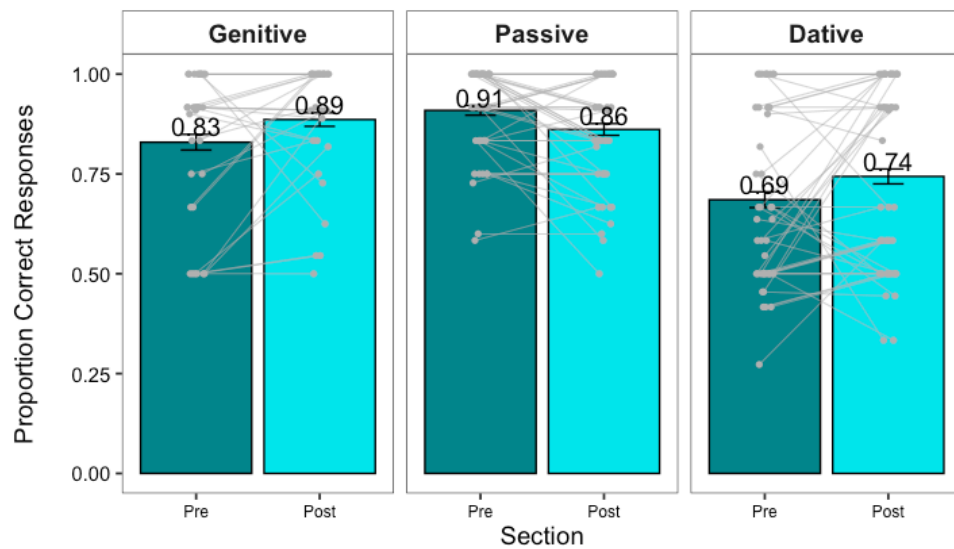 Genitive Passive Dative
Proportion Correct Responses
1.00
0.75
0.50
0.25
0.00
0.83 0.89 0.91 0.86 0.69 0.74
Pre Post Pre Post Pre Post
Section